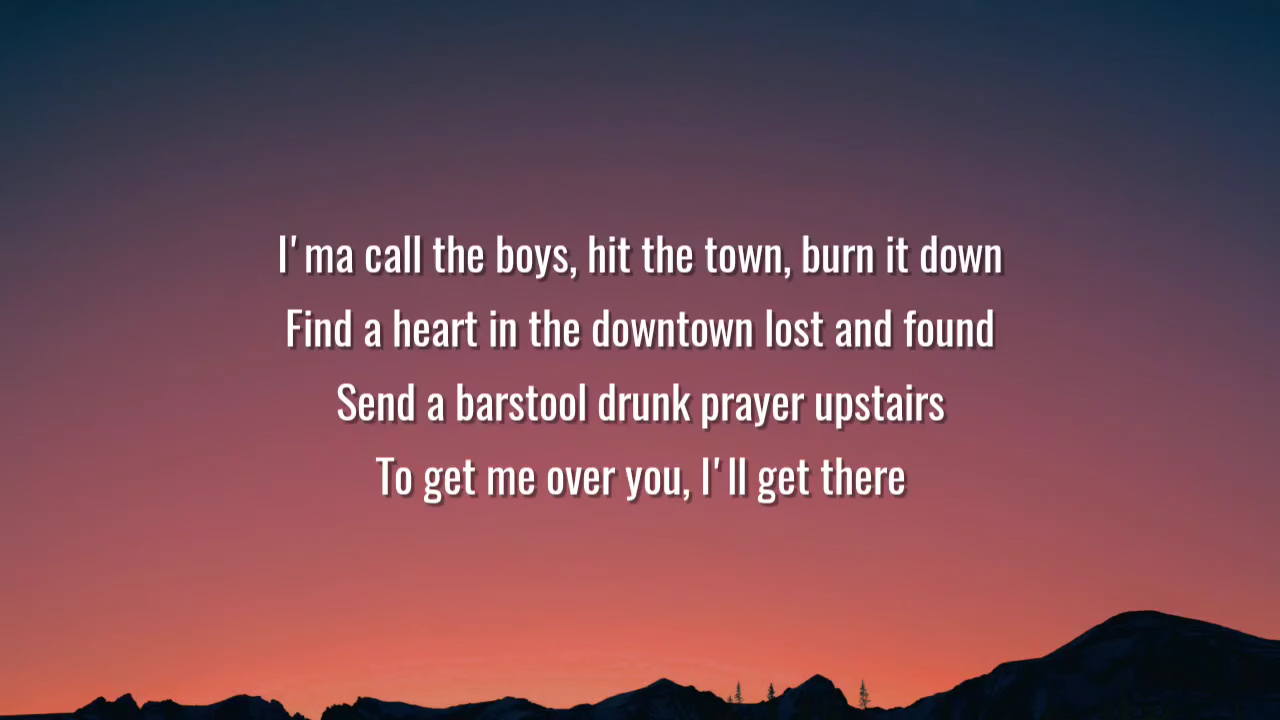 I'ma call the boys, hit the town, burn it down
Find a heart in the downtown lost and found
Send a barstool drunk prayer upstairs
To get me over you, I'll get there